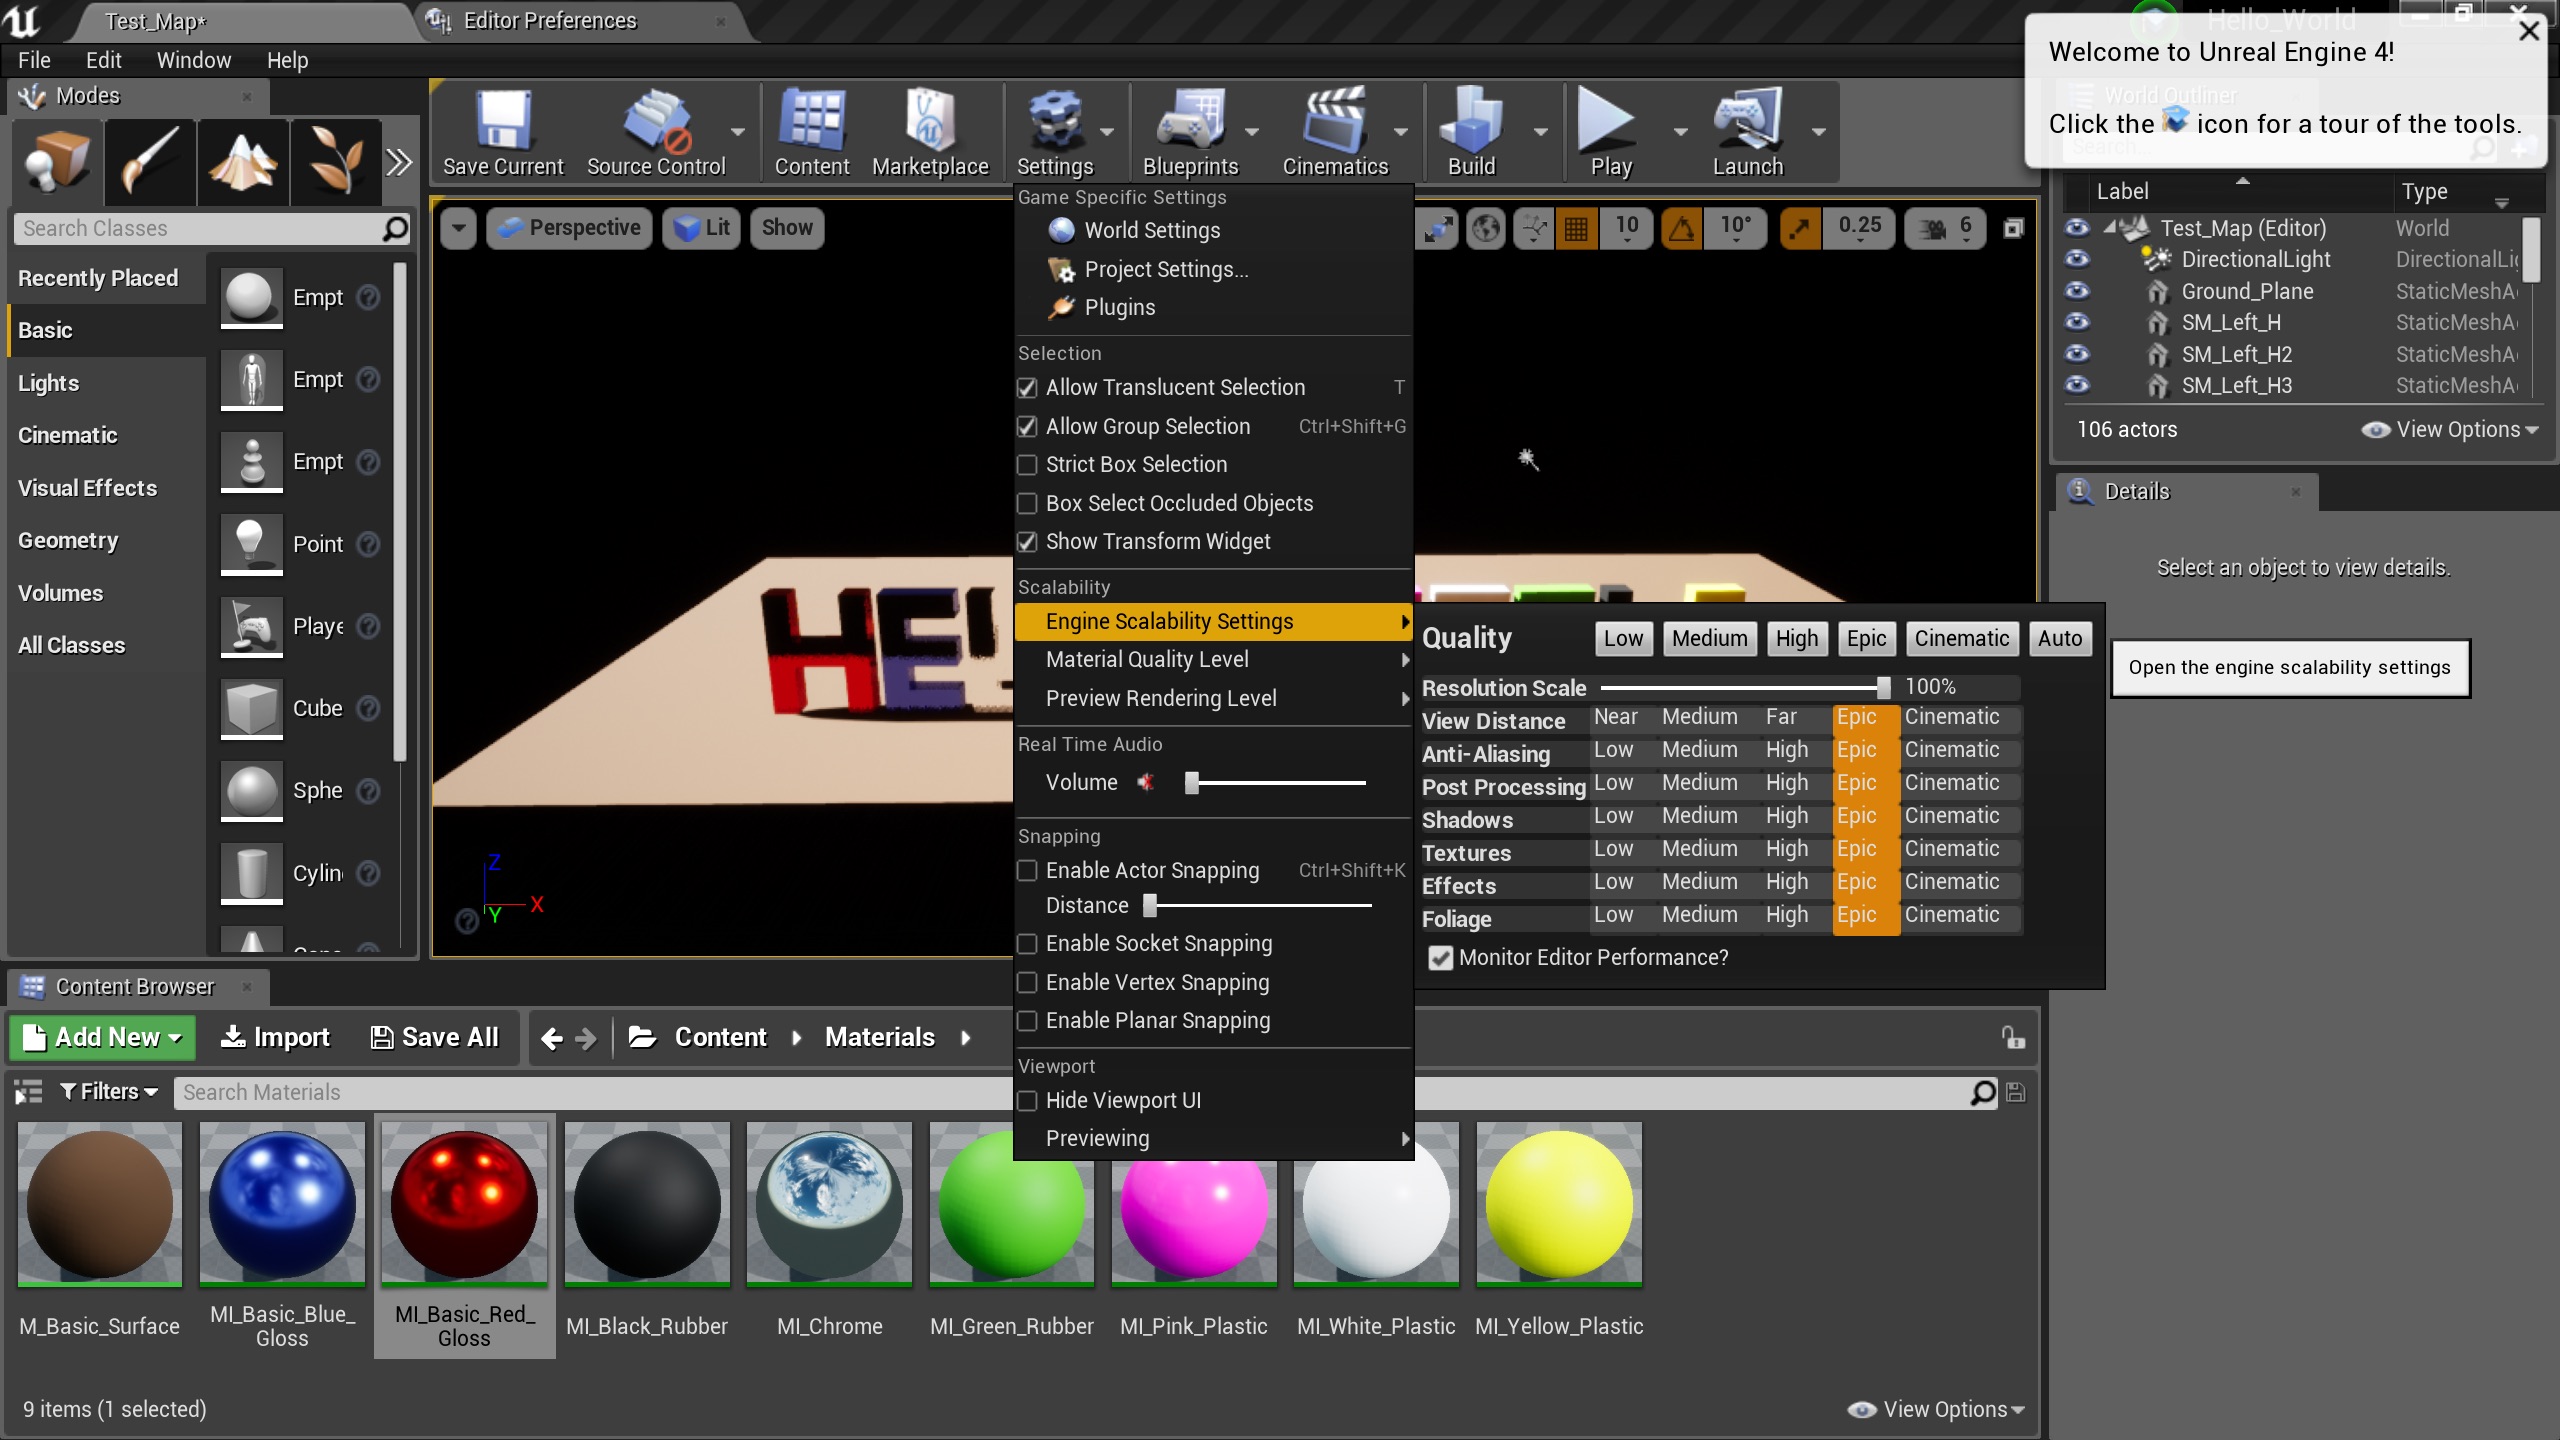 Test_Map*
Editor Preferences
Hello_World
File Edit Window Help
Welcome to Unreal Engine 4!
Click the icon for a tour of the tools.
Modes
Save Current
Source Control
Content
Marketplace
Settings
Blueprints
Cinematics
Build
Play
Launch
World Outliner
Search...
Search Classes
Recently Placed
Basic
Lights
Cinematic
Visual Effects
Geometry
Volumes
All Classes
Empt
Empt
Empt
Point
Playe
Cube
Sphe
Cylin
Perspective
Lit
Show
10
10°
0.25
6
HE
Z
X
Y
Game Specific Settings
World Settings
Project Settings...
Plugins
Selection
Allow Translucent Selection T
Allow Group Selection Ctrl+Shift+G
Strict Box Selection
Box Select Occluded Objects
Show Transform Widget
Scalability
Engine Scalability Settings
Material Quality Level
Preview Rendering Level
Real Time Audio
Volume
Snapping
Enable Actor Snapping Ctrl+Shift+K
Distance
Enable Socket Snapping
Enable Vertex Snapping
Enable Planar Snapping
Viewport
Hide Viewport UI
Previewing
Quality Low Medium High Epic Cinematic Auto
Resolution Scale 100%
View Distance Near Medium Far Epic Cinematic
Anti-Aliasing Low Medium High Epic Cinematic
Post Processing Low Medium High Epic Cinematic
Shadows Low Medium High Epic Cinematic
Textures Low Medium High Epic Cinematic
Effects Low Medium High Epic Cinematic
Foliage Low Medium High Epic Cinematic
Monitor Editor Performance?
Open the engine scalability settings
Label Type
Test_Map (Editor) World
DirectionalLight DirectionalLi
Ground_Plane StaticMeshA
SM_Left_H StaticMeshA
SM_Left_H2 StaticMeshA
SM_Left_H3 StaticMeshA
106 actors View Options
Details
Select an object to view details.
Content Browser
Add New Import Save All Content Materials
Filters Search Materials
M_Basic_Surface
MI_Basic_Blue_
Gloss
MI_Basic_Red_
Gloss
MI_Black_Rubber
MI_Chrome
MI_Green_Rubber
MI_Pink_Plastic
MI_White_Plastic
MI_Yellow_Plastic
9 items (1 selected)
View Options